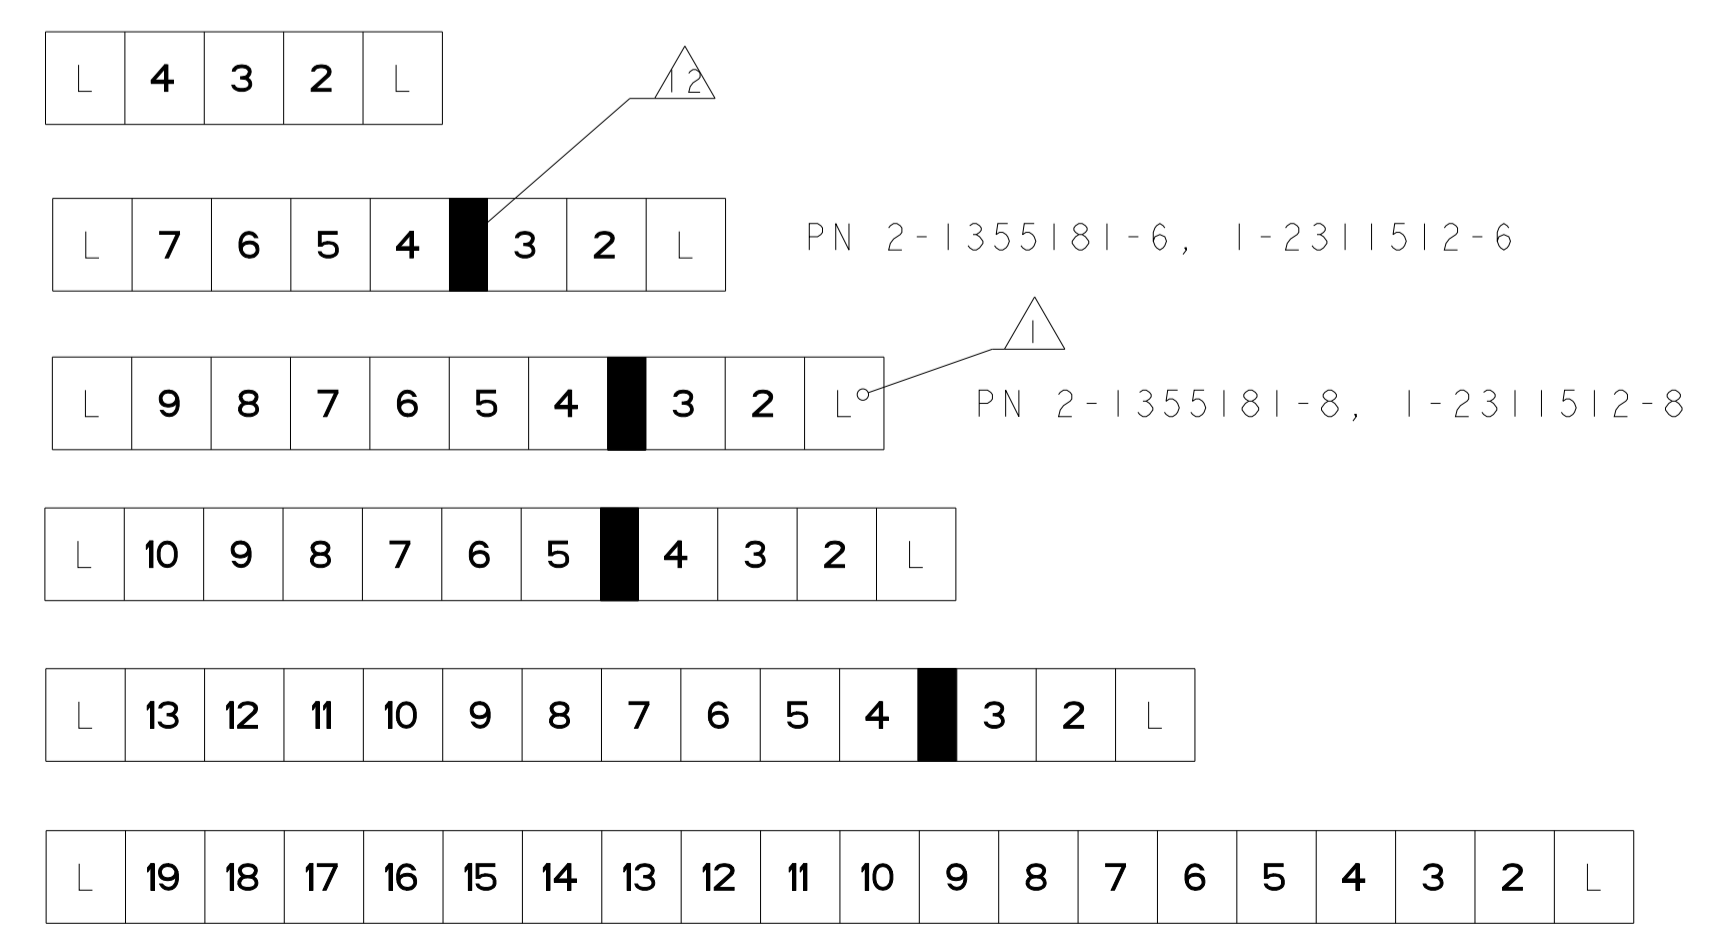 L 4 3 2 L
12
L 7 6 5 4 3 2 L PN 2-1355181-6, 1-2311512-6
1
L 9 8 7 6 5 4 3 2 L PN 2-1355181-8, 1-2311512-8
L 10 9 8 7 6 5 4 3 2 L
L 13 12 11 10 9 8 7 6 5 4 3 2 L
L 19 18 17 16 15 14 13 12 11 10 9 8 7 6 5 4 3 2 L